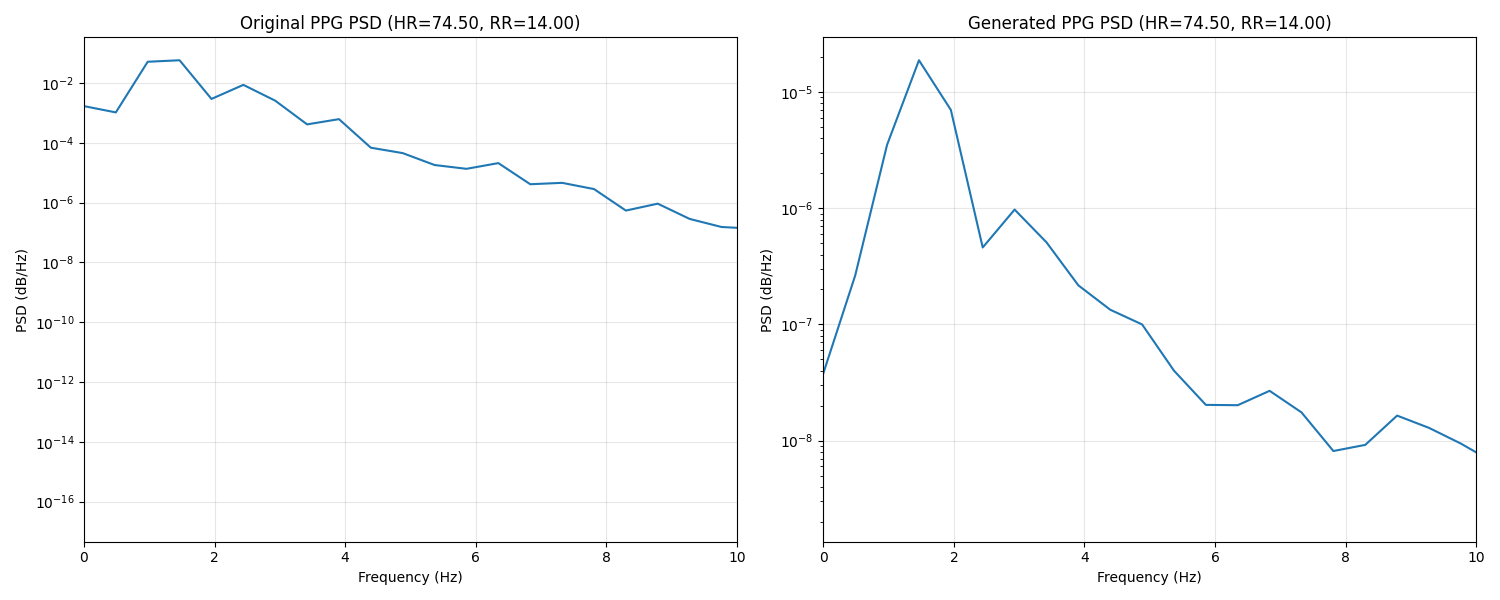 Original PPG PSD (HR=74.50, RR=14.00)
PSD (dB/Hz)
10⁻²
10⁻⁴
10⁻⁶
10⁻⁸
10⁻¹⁰
10⁻¹²
10⁻¹⁴
10⁻¹⁶
0 2 4 6 8 10
Frequency (Hz)
Generated PPG PSD (HR=74.50, RR=14.00)
PSD (dB/Hz)
10⁻⁵
10⁻⁶
10⁻⁷
10⁻⁸
0 2 4 6 8 10
Frequency (Hz)